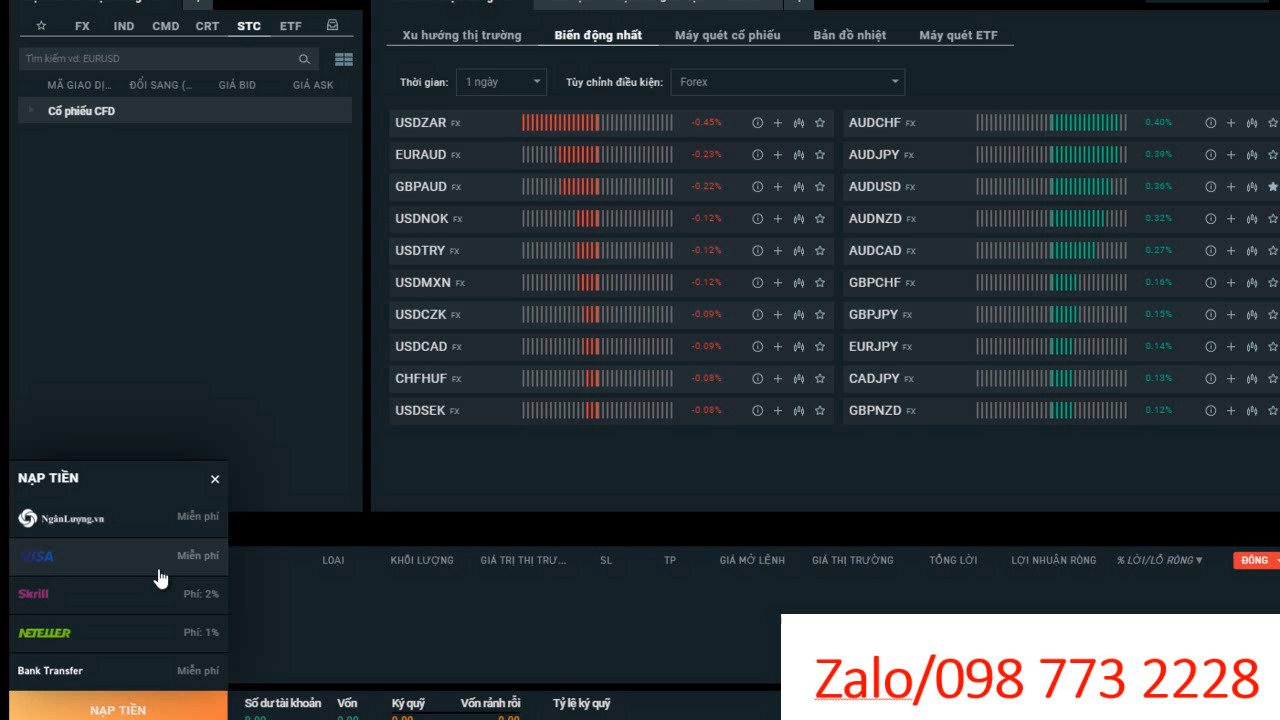 FX IND CMD CRT STC ETF
Tìm kiếm vd: EURUSD
MÃ GIAO DỊ... ĐỔI SANG (... GIÁ BID GIÁ ASK
Cổ phiếu CFD
Xu hướng thị trường Biến động nhất Máy quét cổ phiếu Bản đồ nhiệt Máy quét ETF
Thời gian: 1 ngày Tùy chỉnh điều kiện: Forex
USDZAR FX -0.45% AUDCHF FX 0.40%
EURAUD FX -0.23% AUDJPY FX 0.39%
GBPAUD FX -0.22% AUDUSD FX 0.36%
USDNOK FX -0.12% AUDNZD FX 0.32%
USDTRY FX -0.12% AUDCAD FX 0.27%
USDMXN FX -0.12% GBPCHF FX 0.16%
USDCZK FX -0.09% GBPJPY FX 0.15%
USDCAD FX -0.09% EURJPY FX 0.14%
CHFHUF FX -0.08% CADJPY FX 0.13%
USDSEK FX -0.08% GBPNZD FX 0.12%
NẠP TIỀN
NgânLượng.vn Miễn phí
VISA Miễn phí
Skrill Phí: 2%
NETELLER Phí: 1%
Bank Transfer Miễn phí
NẠP TIỀN
LOẠI KHỐI LƯỢNG GIÁ TRỊ THỊ TRƯ... SL TP GIÁ MỞ LỆNH GIÁ THỊ TRƯỜNG TỔNG LỜI LỢI NHUẬN RÒNG % LỜI/LỖ RÒNG ▼ ĐÓNG
Số dư tài khoản Vốn Ký quỹ Vốn rảnh rỗi Tỷ lệ ký quỹ
Zalo/098 773 2228